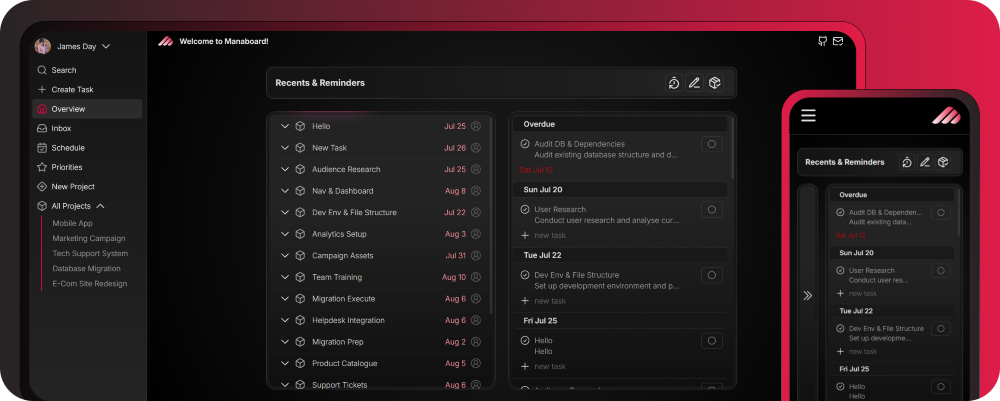 James Day
Search
Create Task
Overview
Inbox
Schedule
Priorities
New Project
All Projects
Mobile App
Marketing Campaign
Tech Support System
Database Migration
E-Com Site Redesign
Welcome to Manaboard!
Recents & Reminders
Hello Jul 25
New Task Jul 26
Audience Research Jul 25
Nav & Dashboard Aug 8
Dev Env & File Structure Jul 22
Analytics Setup Aug 3
Campaign Assets Jul 31
Team Training Aug 10
Migration Execute Aug 6
Helpdesk Integration Aug 6
Migration Prep Aug 2
Product Catalogue Aug 5
Support Tickets Aug 6
Overdue
Audit DB & Dependencies
Audit existing database structure and d...
Sat Jul 12
Sun Jul 20
User Research
Conduct user research and analyse cur...
new task
Tue Jul 22
Dev Env & File Structure
Set up development environment and p...
new task
Fri Jul 25
Hello
Hello
new task
Recents & Reminders
Overdue
Audit DB & Dependen...
Audit existing data...
Sat Jul 12
Sun Jul 20
User Research
Conduct user res...
new task
Tue Jul 22
Dev Env & File Structure
Set up developme...
new task
Fri Jul 25
Hello
Hello